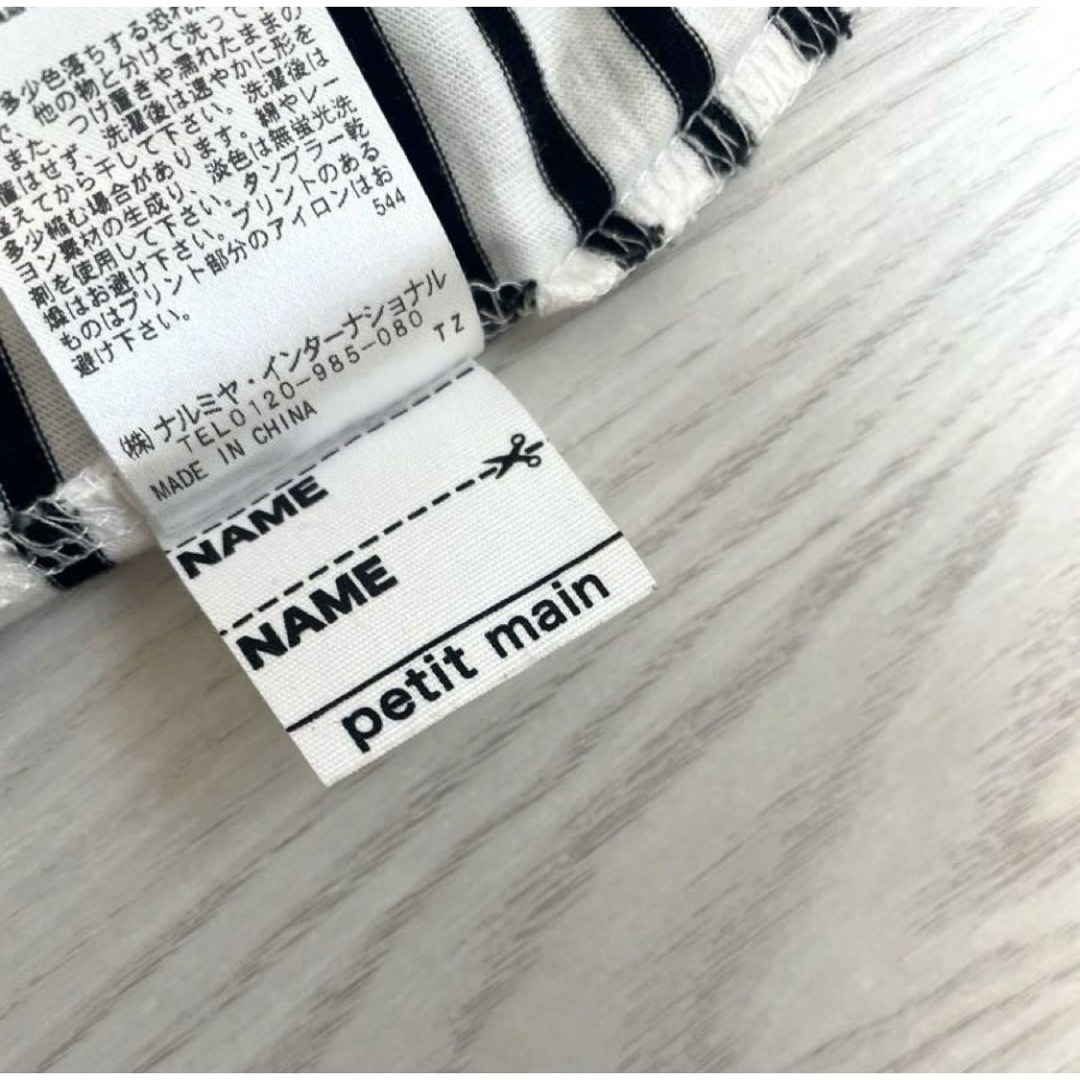 多少色落ちする恐れ
で、他の物と分けて洗って
。また、つけ置きや濡れたままの
置はせず、洗濯後は速やかに形を
整えてから干して下さい。洗濯後は
多少縮む場合があります。綿やレー
ヨン素材の生成り、淡色は無蛍光洗
剤を使用して下さい。タンブラー乾
燥はお避け下さい。プリントのある
ものはプリント部分のアイロンはお
避け下さい。
544
㈱ナルミヤ・インターナショナル
TEL0120-985-080 TZ
MADE IN CHINA
NAME
NAME
petit main